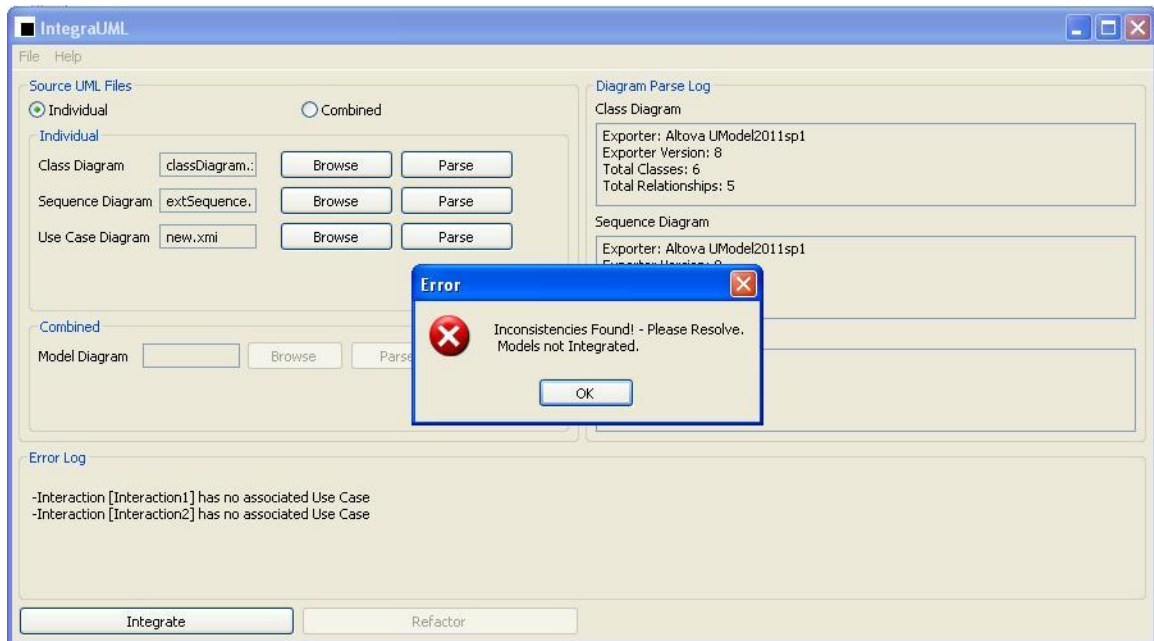 IntegraUML
File Help
Source UML Files
Individual Combined
Individual
Class Diagram classDiagram.: Browse Parse
Sequence Diagram extSequence. Browse Parse
Use Case Diagram new.xmi Browse Parse
Combined
Model Diagram Browse Parse
Diagram Parse Log
Class Diagram
Exporter: Altova UModel2011sp1
Exporter Version: 8
Total Classes: 6
Total Relationships: 5
Sequence Diagram
Exporter: Altova UModel2011sp1
Error
Inconsistencies Found! - Please Resolve.
Models not Integrated.
OK
Error Log
-Interaction [Interaction1] has no associated Use Case
-Interaction [Interaction2] has no associated Use Case
Integrate Refactor